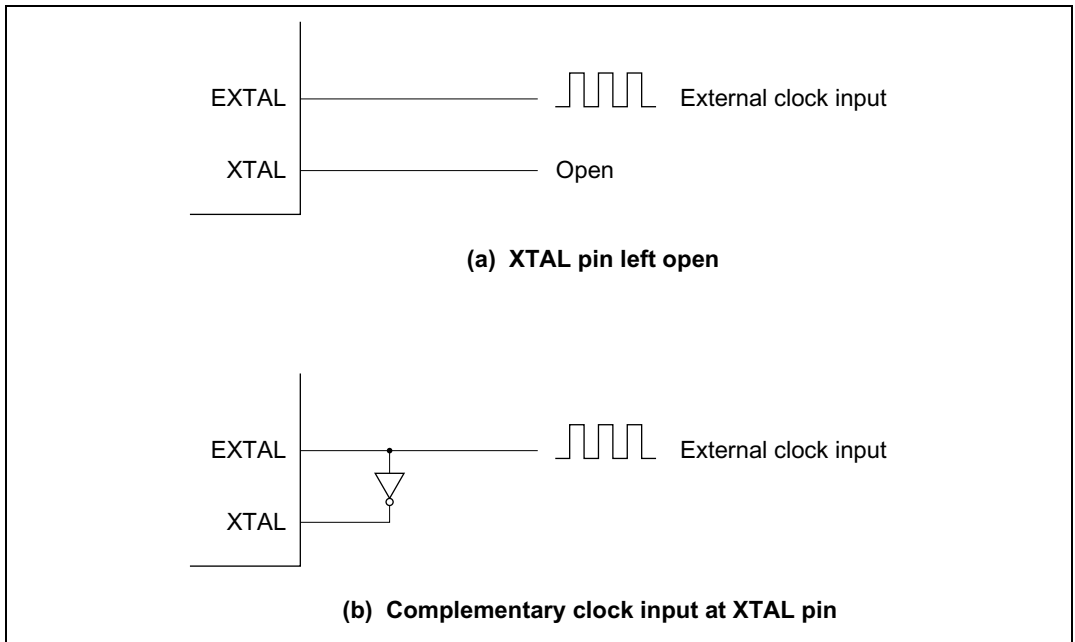 EXTAL
External clock input
XTAL
Open
(a) XTAL pin left open
EXTAL
External clock input
XTAL
(b) Complementary clock input at XTAL pin